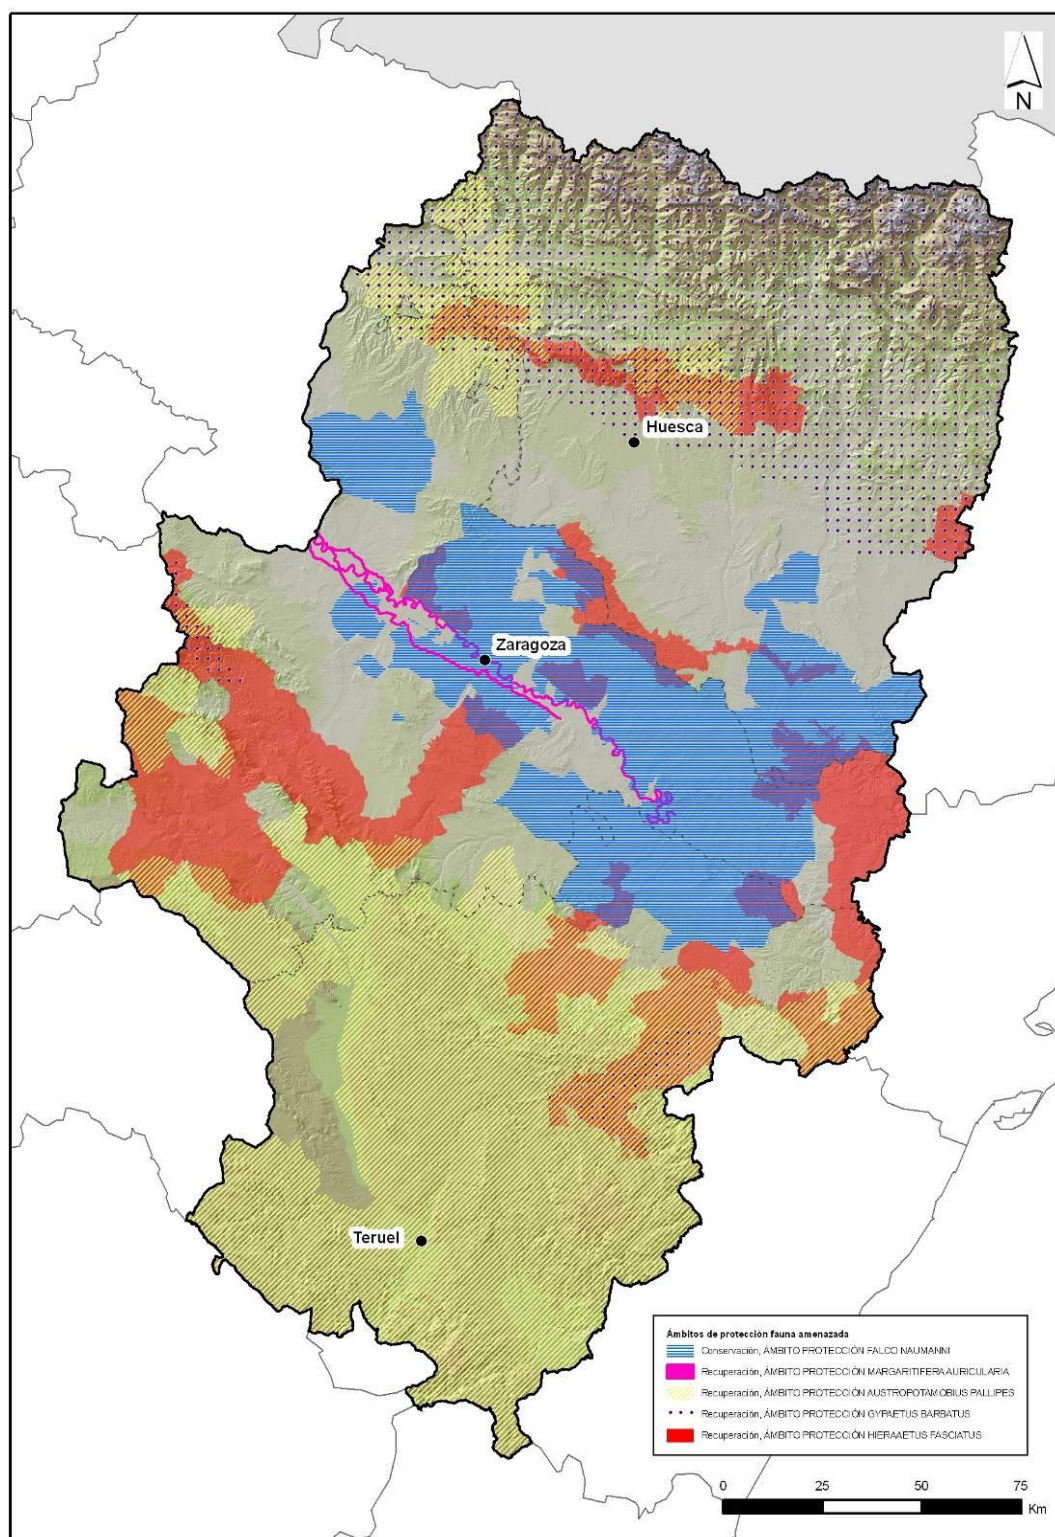 N
Huesca
Zaragoza
Teruel
Ámbitos de protección fauna amenazada
Conservación, ÁMBITO PROTECCIÓN FALCO NAUMANNI
Recuperación, ÁMBITO PROTECCIÓN MARGARITIFERA AURICULARIA
Recuperación, ÁMBITO PROTECCIÓN AUSTROPOTAMOBIUS PALLIPES
Recuperación, ÁMBITO PROTECCIÓN GYPAETUS BARBATUS
Recuperación, ÁMBITO PROTECCIÓN HIERAAETUS FASCIATUS
0 25 50 75
Km